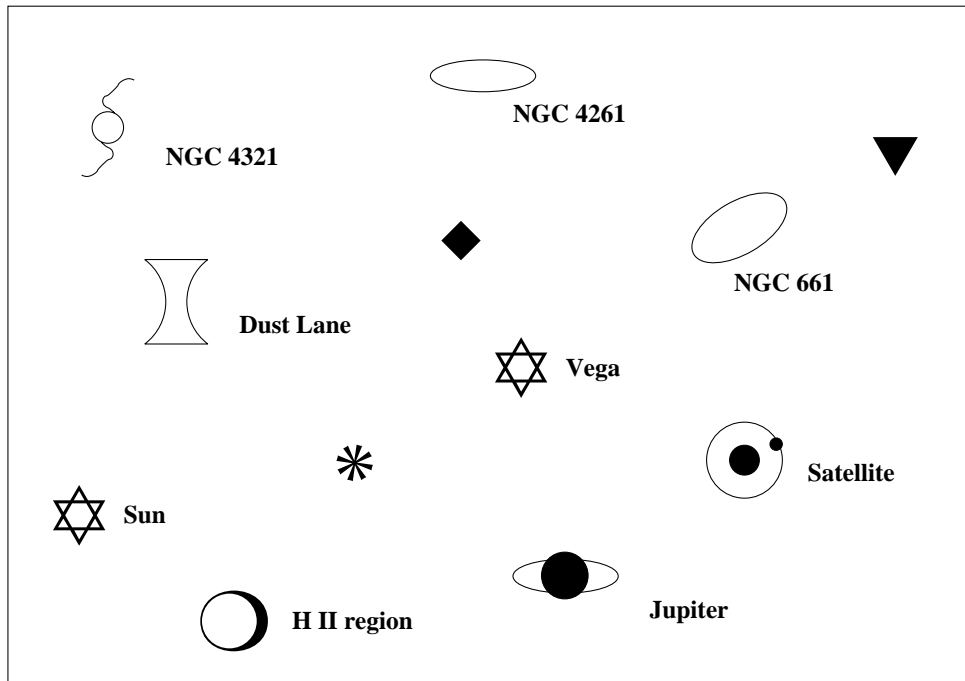 NGC 4261
NGC 4321
NGC 661
Dust Lane
Vega
Satellite
Sun
Jupiter
H II region